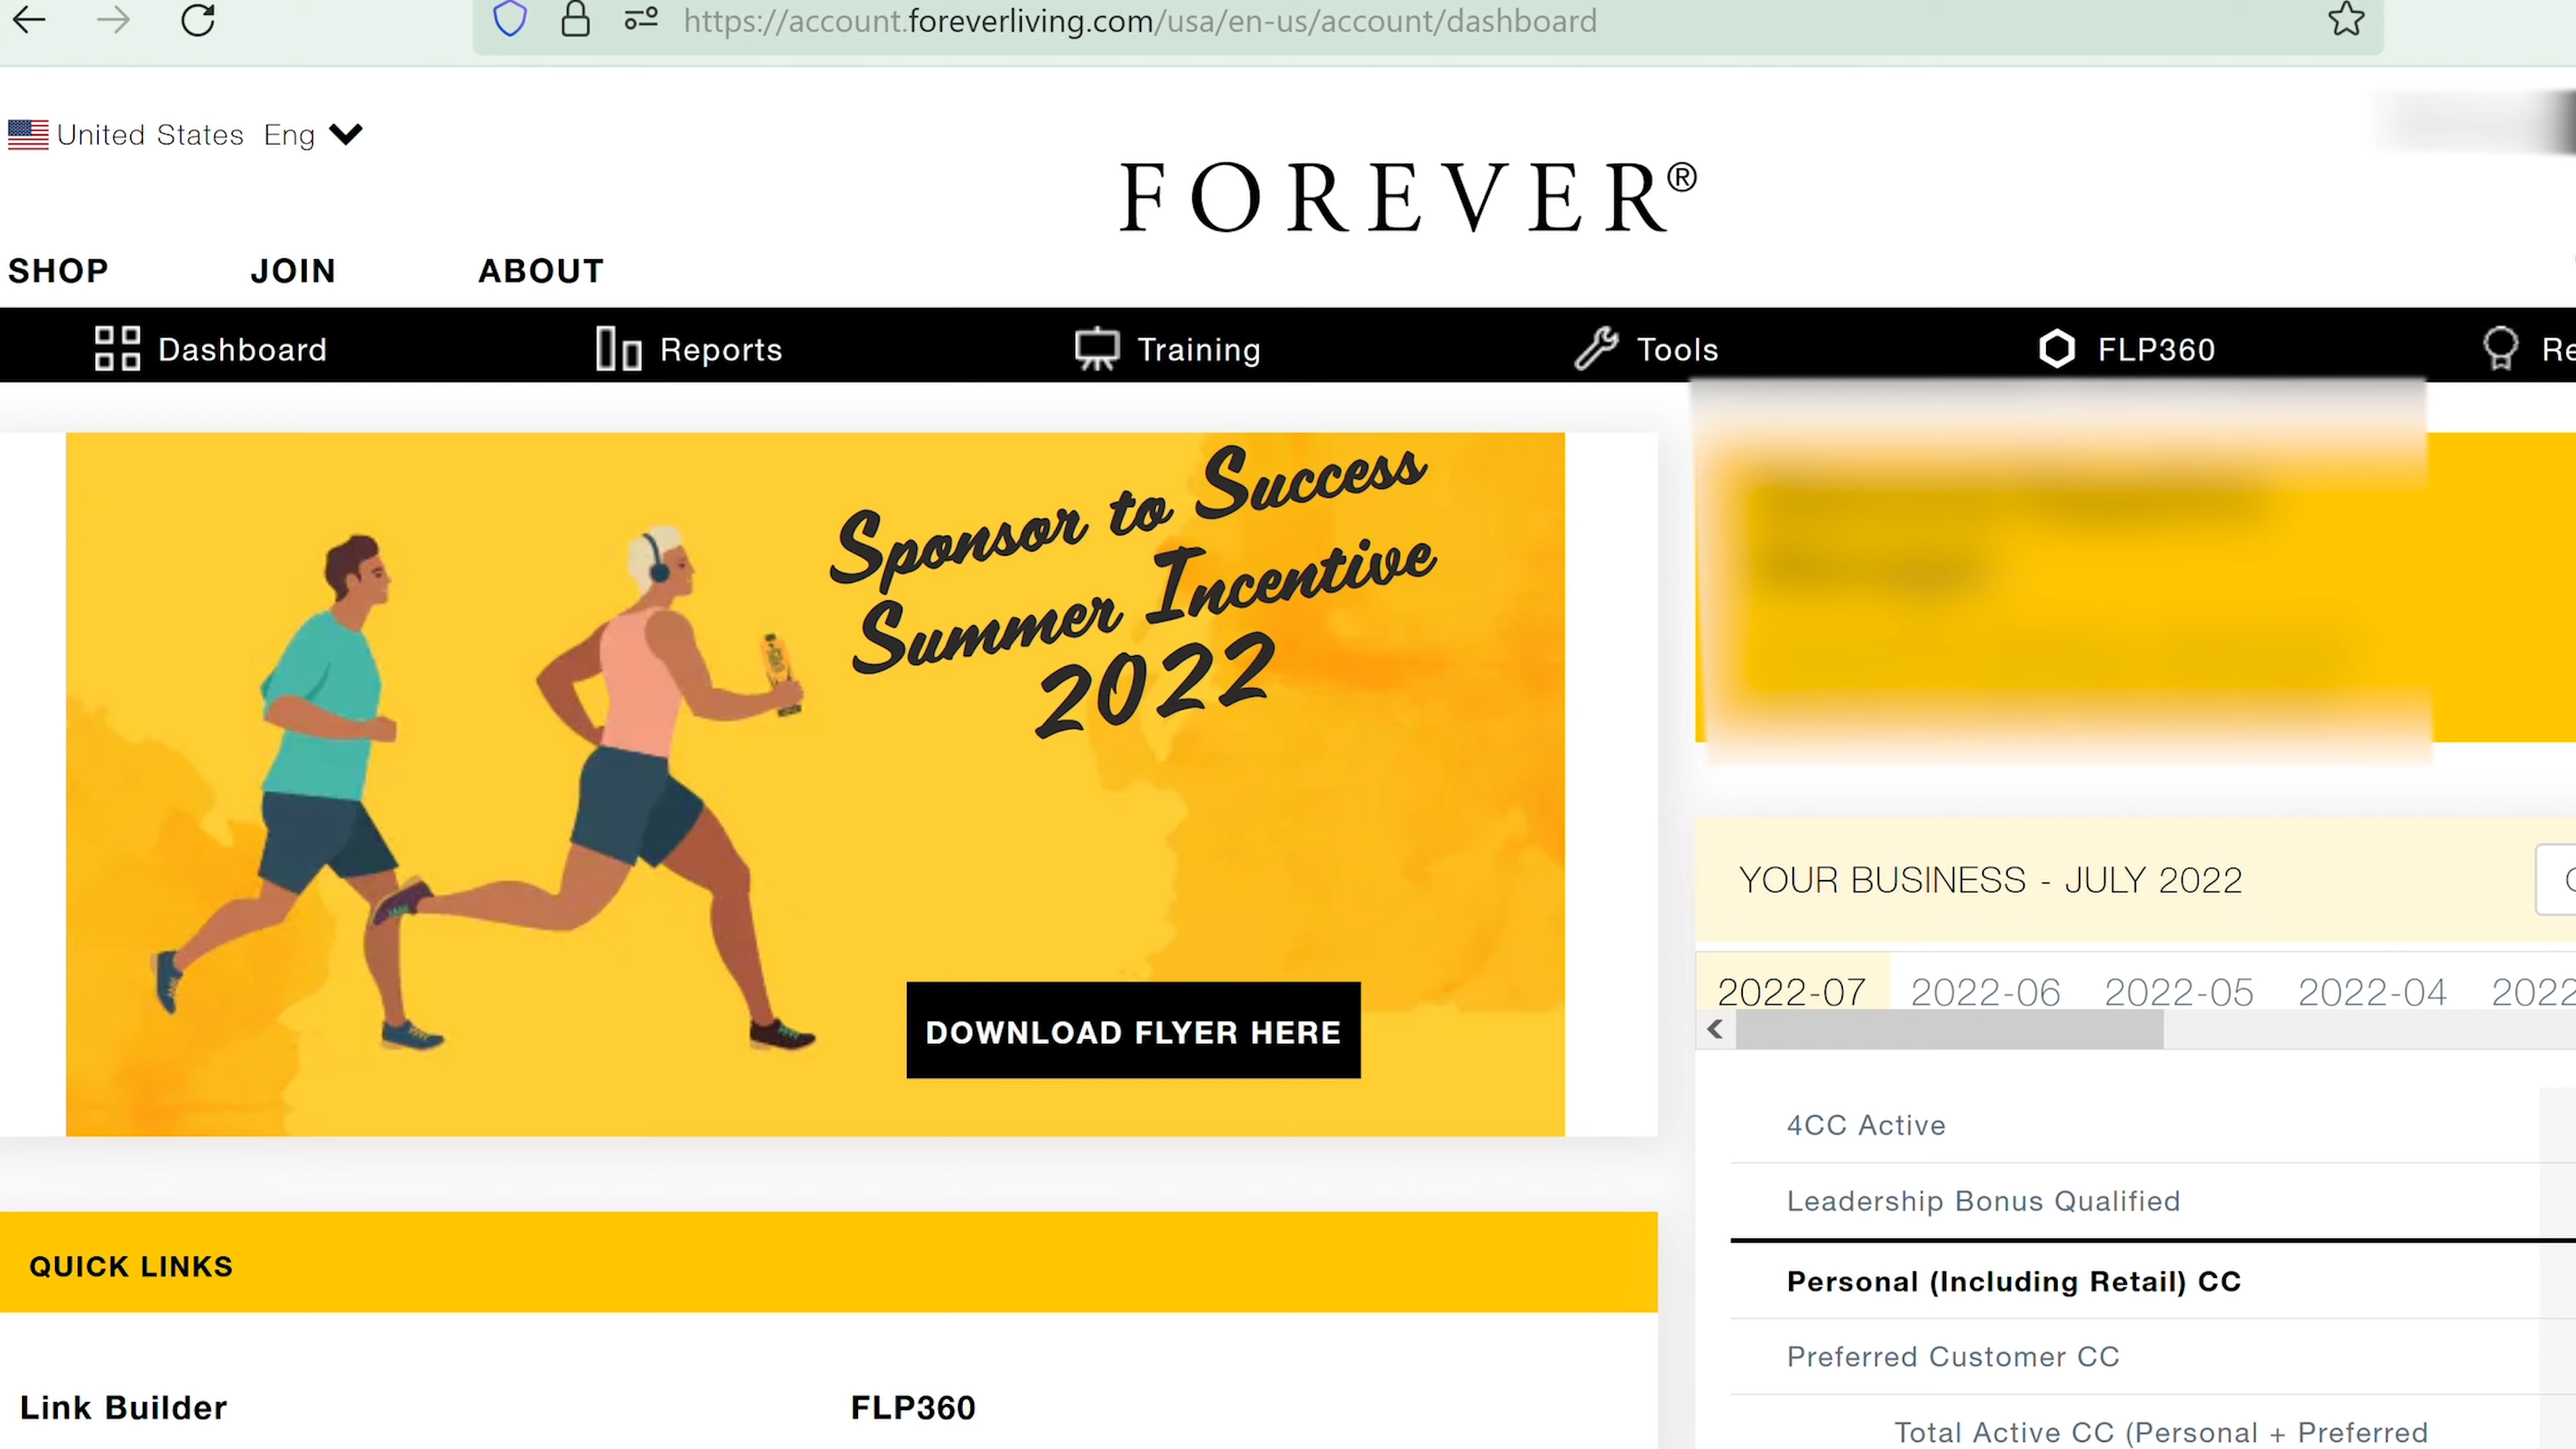 https://account.foreverliving.com/usa/en-us/account/dashboard
United States Eng
FOREVER®
SHOP JOIN ABOUT
Dashboard Reports Training Tools FLP360 Re
Sponsor to Success
Summer Incentive
2022
DOWNLOAD FLYER HERE
YOUR BUSINESS - JULY 2022
2022-07 2022-06 2022-05 2022-04 2022
4CC Active
Leadership Bonus Qualified
Personal (Including Retail) CC
Preferred Customer CC
Total Active CC (Personal + Preferred
QUICK LINKS
Link Builder FLP360